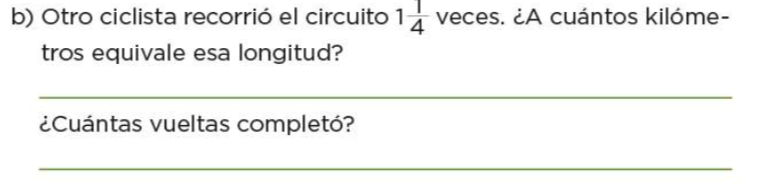 b) Otro ciclista recorrió el circuito 1 1/4 veces. ¿A cuántos kilóme-
tros equivale esa longitud?
¿Cuántas vueltas completó?